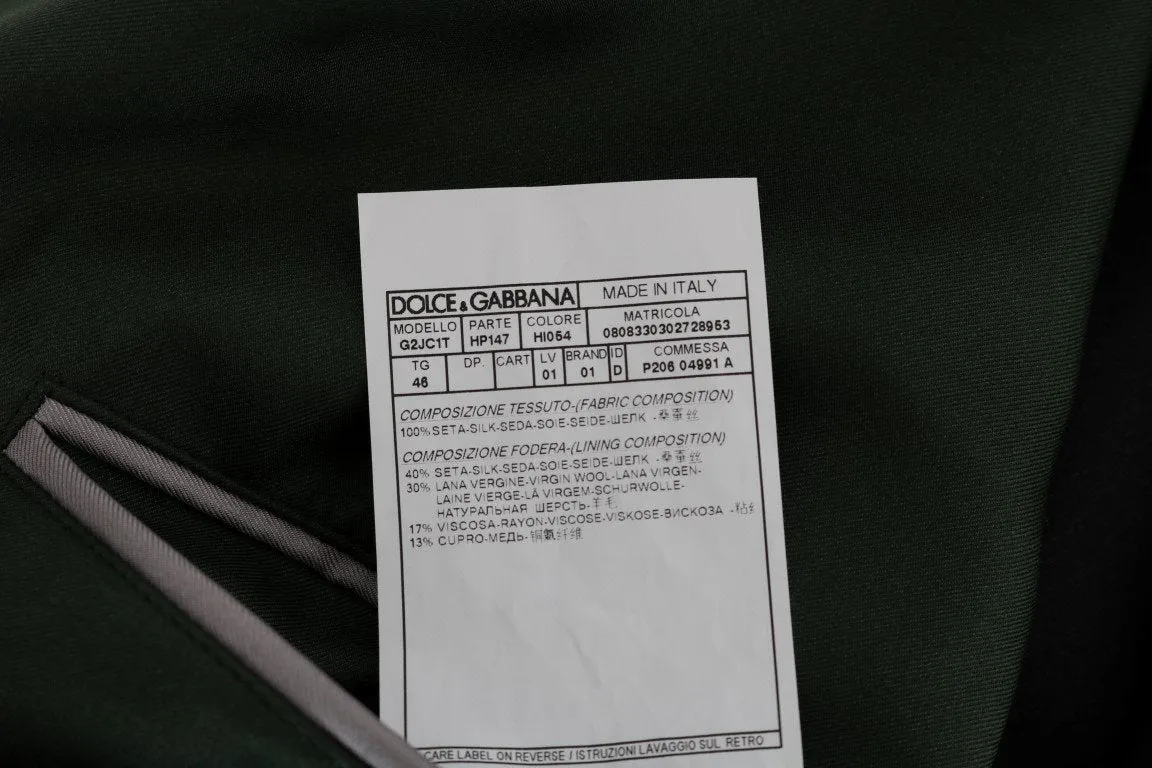 DOLCE & GABBANA MADE IN ITALY
MODELLO PARTE COLORE MATRICOLA
G2JC1T HP147 HI054 0808330302728953
TG DP. CART LV BRAND ID COMMESSA
46 01 01 D P206 04991 A
COMPOSIZIONE TESSUTO-(FABRIC COMPOSITION)
100% SETA-SILK-SEDA-SOIE-SEIDE-ШЕЛК -桑蚕丝
COMPOSIZIONE FODERA-(LINING COMPOSITION)
40% SETA-SILK-SEDA-SOIE-SEIDE-ШЕЛК -桑蚕丝
30% LANA VERGINE-VIRGIN WOOL-LANA VIRGEN-
LAINE VIERGE-LÀ VIRGEM-SCHURWOLLE-
НАТУРАЛЬНАЯ ШЕРСТЬ-羊毛
17% VISCOSA-RAYON-VISCOSE-VISKOSE-ВИСКОЗА -粘纟
13% CUPRO-МЕДЬ-铜氨纤维
CARE LABEL ON REVERSE / ISTRUZIONI LAVAGGIO SUL RETRO